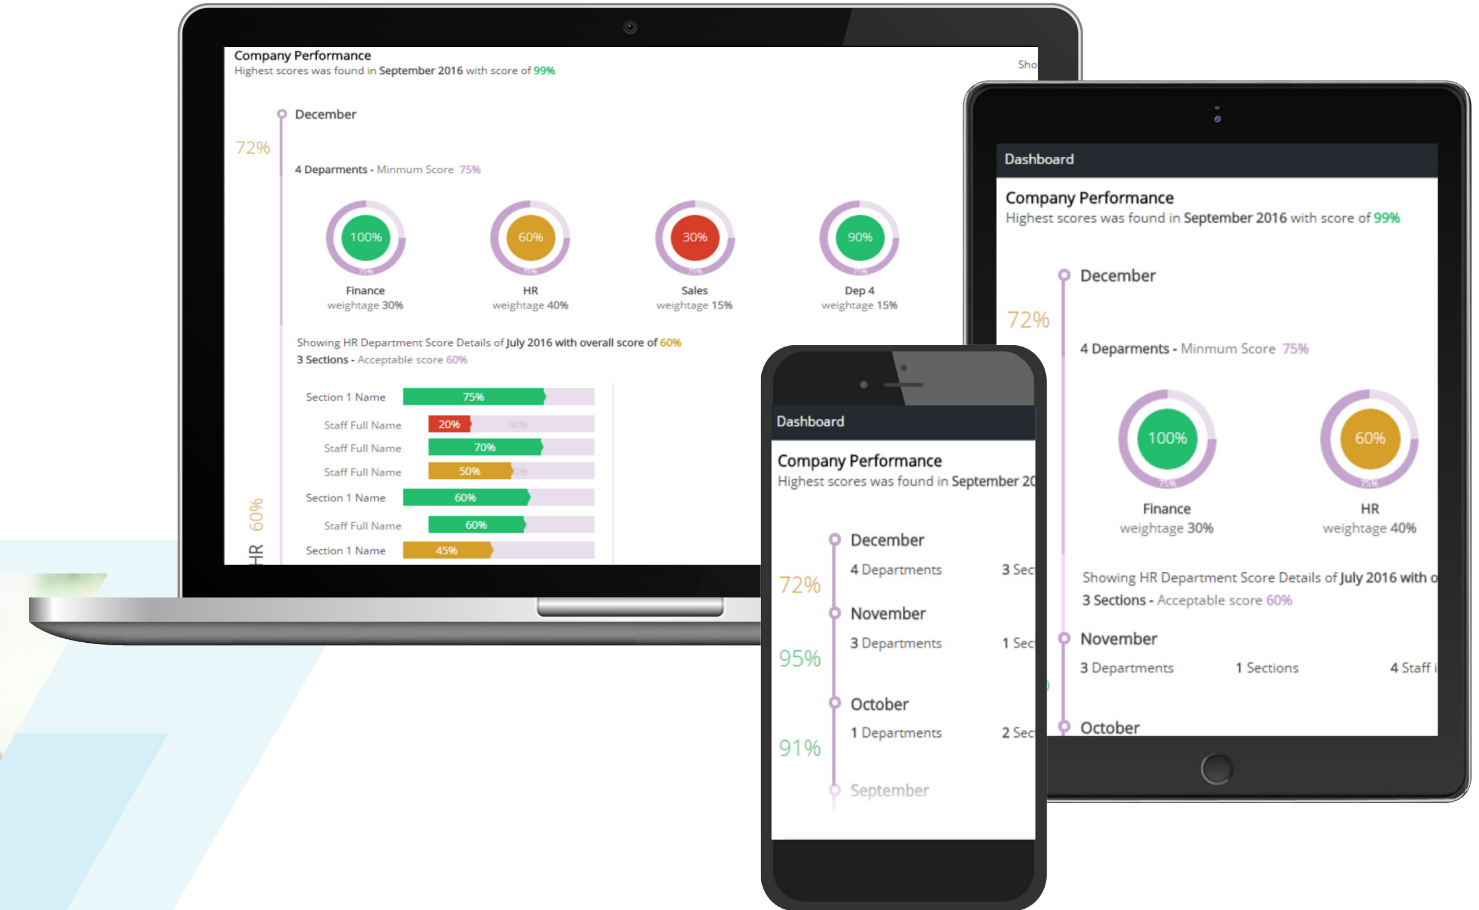 Company Performance
Highest scores was found in September 2016 with score of 99%
December
72%
4 Deparments - Minmum Score 75%
100%
60%
30%
90%
75%
75%
75%
75%
Finance
HR
Sales
Dep 4
weightage 30%
weightage 40%
weightage 15%
weightage 15%
Showing HR Department Score Details of July 2016 with overall score of 60%
3 Sections - Acceptable score 60%
Section 1 Name 75%
Staff Full Name 20% 60%
Staff Full Name 70%
Staff Full Name 50%
Section 1 Name 60%
Staff Full Name 60%
Section 1 Name 45%
HR 60%
Dashboard
Company Performance
Highest scores was found in September 2016 with score of 99%
December
72%
4 Deparments - Minmum Score 75%
100%
60%
75%
75%
Finance
HR
weightage 30%
weightage 40%
Showing HR Department Score Details of July 2016 with o
3 Sections - Acceptable score 60%
November
3 Departments 1 Sections 4 Staff i
October
Dashboard
Company Performance
Highest scores was found in September 20
December
4 Departments 3 Sec
72%
November
3 Departments 1 Sec
95%
October
1 Departments 2 Sec
91%
September